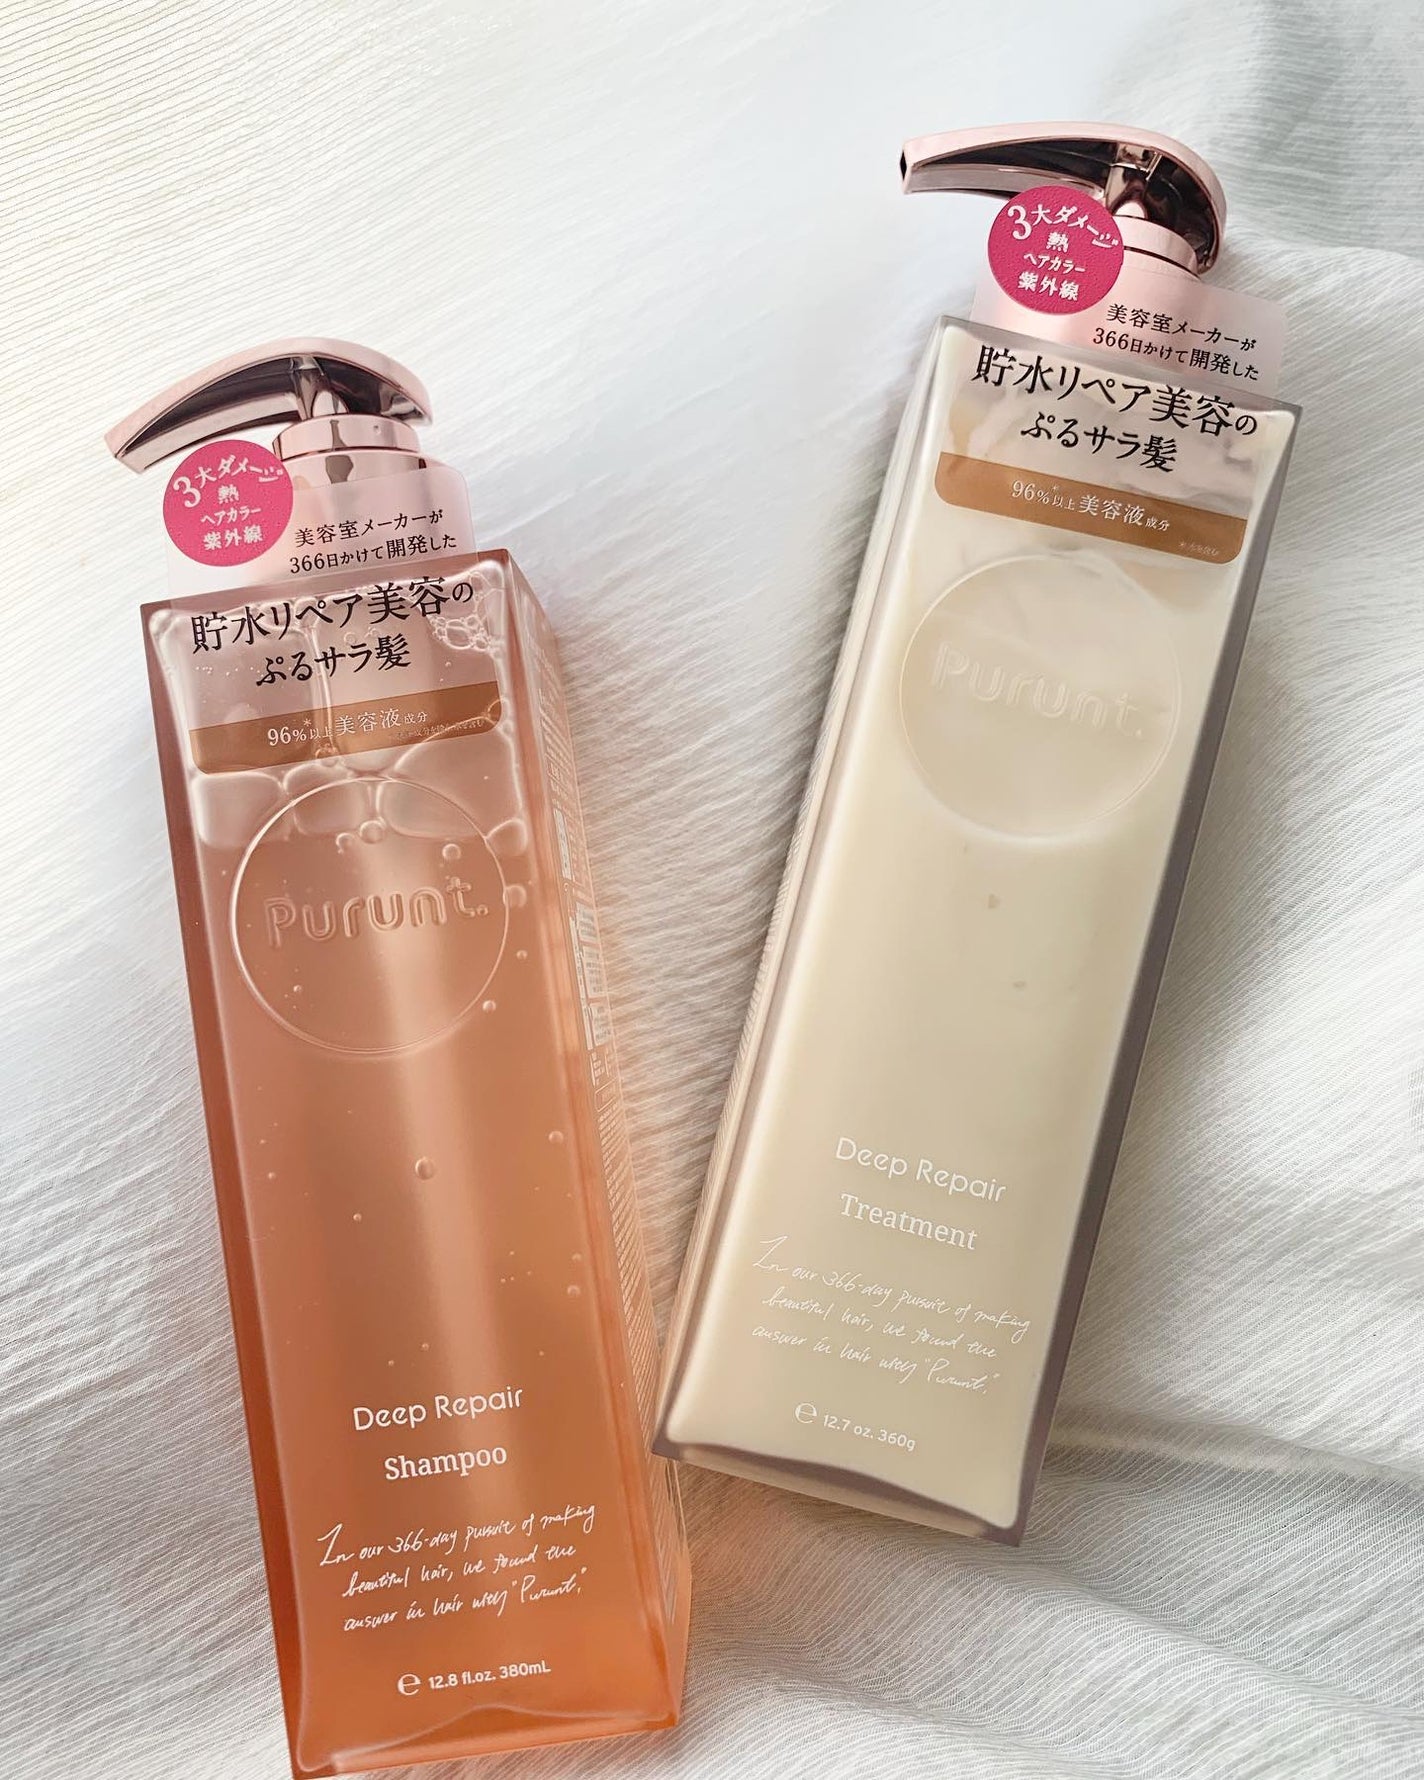 3大ダメージ
熱
ヘアカラー
紫外線
美容室メーカーが
366日かけて開発した
貯水リペア美容の
ぷるサラ髪
96%*以上美容液成分
Purunt.
Deep Repair
Shampoo
In our 366-day pursuit of making
beautiful hair, we found the
answer in hair with "Purunt."
℮ 12.8 fl.oz. 380mL
3大ダメージ
熱
ヘアカラー
紫外線
美容室メーカーが
366日かけて開発した
貯水リペア美容の
ぷるサラ髪
96%*以上美容液成分
*水を含む
Purunt.
Deep Repair
Treatment
In our 366-day pursuit of making
beautiful hair, we found the
answer in hair with "Purunt."
℮ 12.7 oz. 360g